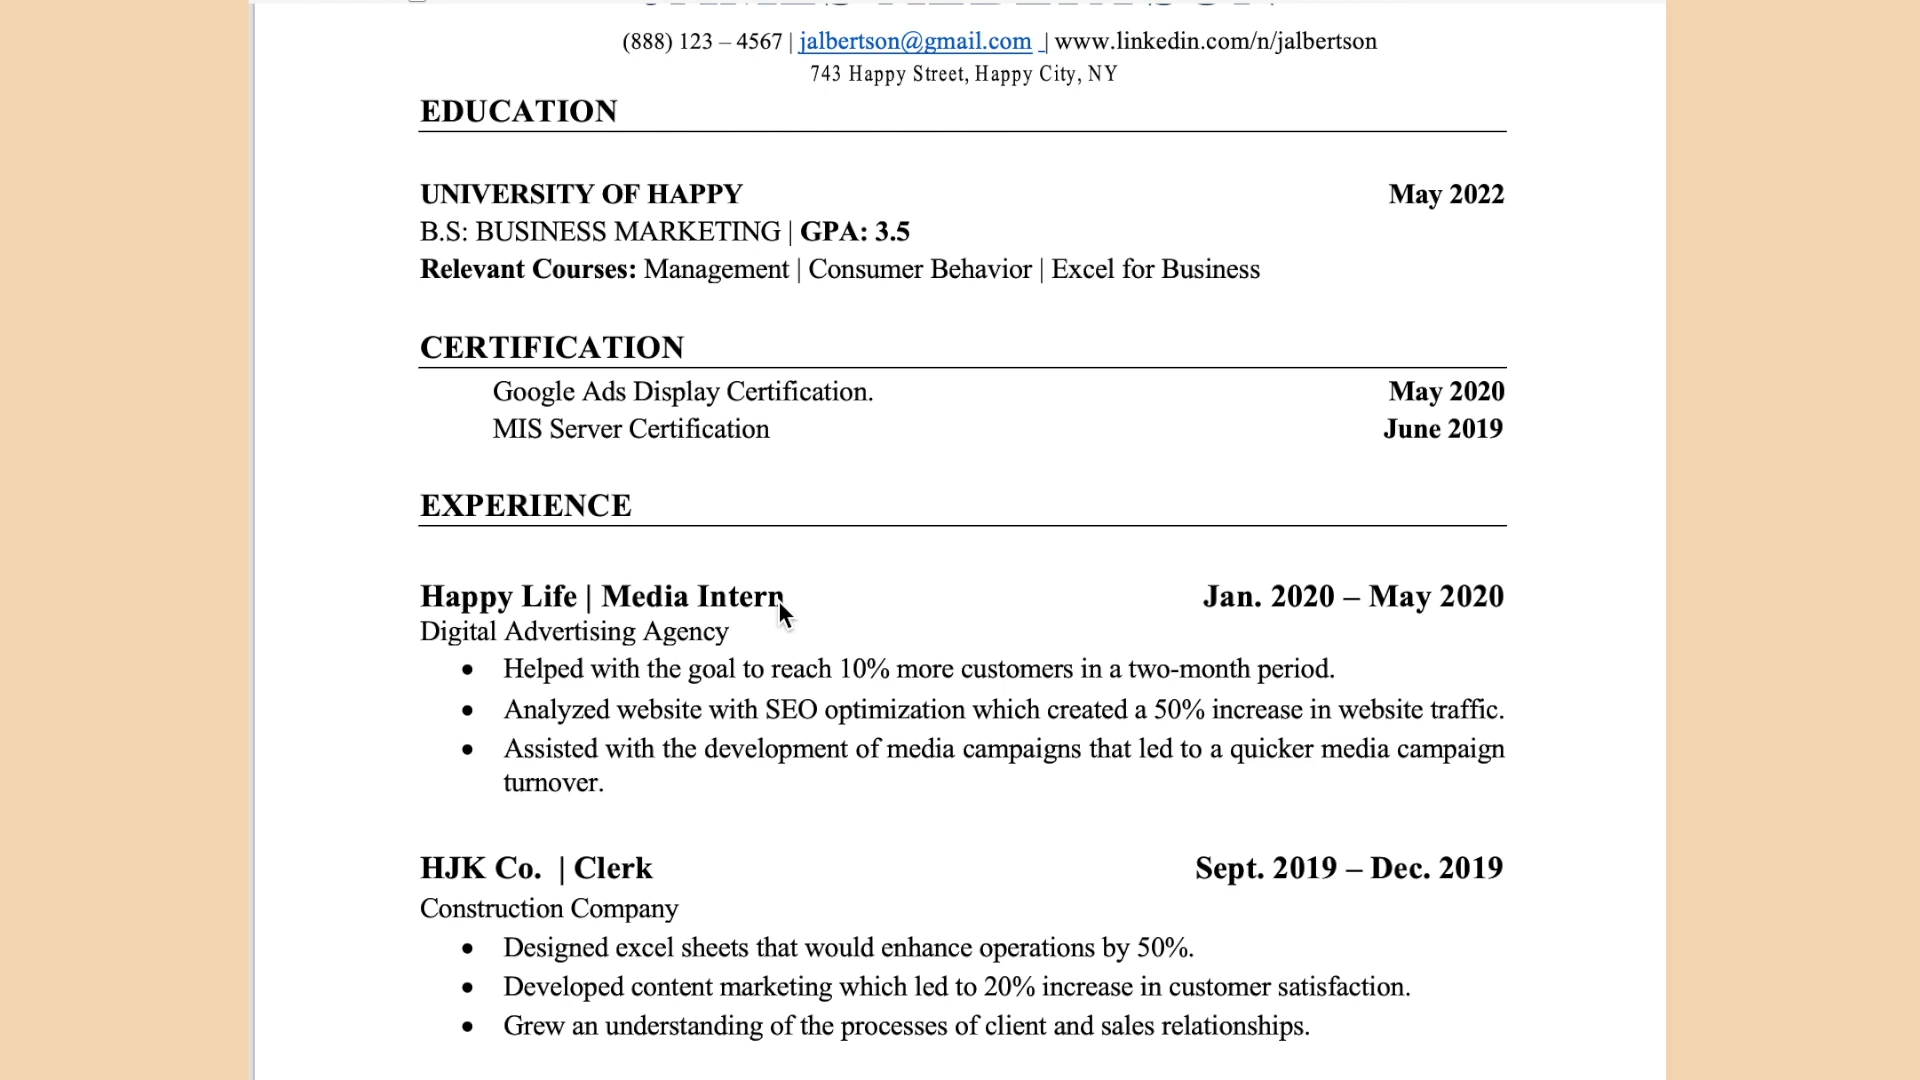 (888) 123 – 4567 | jalbertson@gmail.com | www.linkedin.com/n/jalbertson
743 Happy Street, Happy City, NY
EDUCATION
UNIVERSITY OF HAPPY May 2022
B.S: BUSINESS MARKETING | GPA: 3.5
Relevant Courses: Management | Consumer Behavior | Excel for Business
CERTIFICATION
Google Ads Display Certification. May 2020
MIS Server Certification June 2019
EXPERIENCE
Happy Life | Media Intern Jan. 2020 – May 2020
Digital Advertising Agency
• Helped with the goal to reach 10% more customers in a two-month period.
• Analyzed website with SEO optimization which created a 50% increase in website traffic.
• Assisted with the development of media campaigns that led to a quicker media campaign
turnover.
HJK Co. | Clerk Sept. 2019 – Dec. 2019
Construction Company
• Designed excel sheets that would enhance operations by 50%.
• Developed content marketing which led to 20% increase in customer satisfaction.
• Grew an understanding of the processes of client and sales relationships.